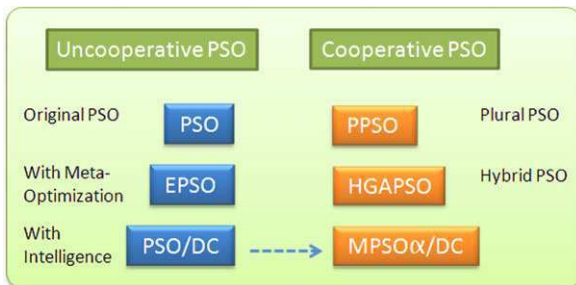 Uncooperative PSO Cooperative PSO
Original PSO PSO PPSO Plural PSO
With Meta-
Optimization EPSO HGAPSO Hybrid PSO
With
Intelligence PSO/DC MPSOα/DC